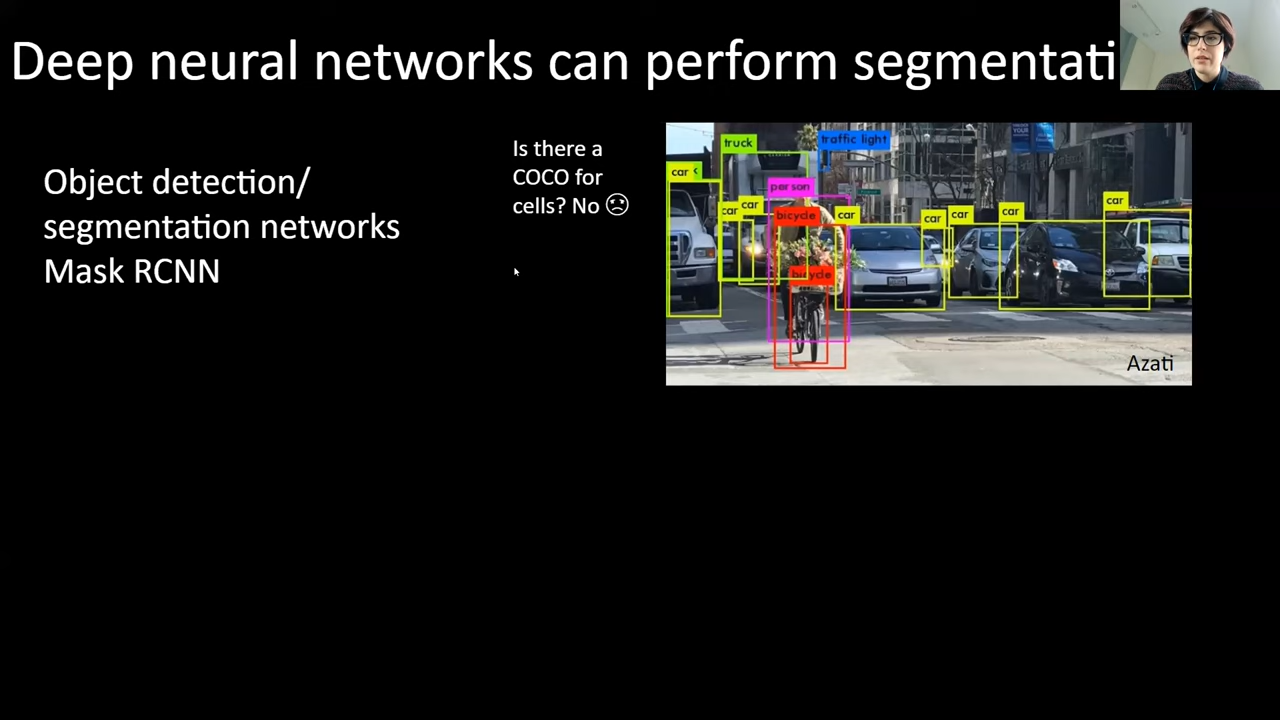 Deep neural networks can perform segmentati
Object detection/
segmentation networks
Mask RCNN
Is there a
COCO for
cells? No ☹
truck
traffic light
car
person
car
car
bicycle
car
car
car
car
car
bicycle
Azati